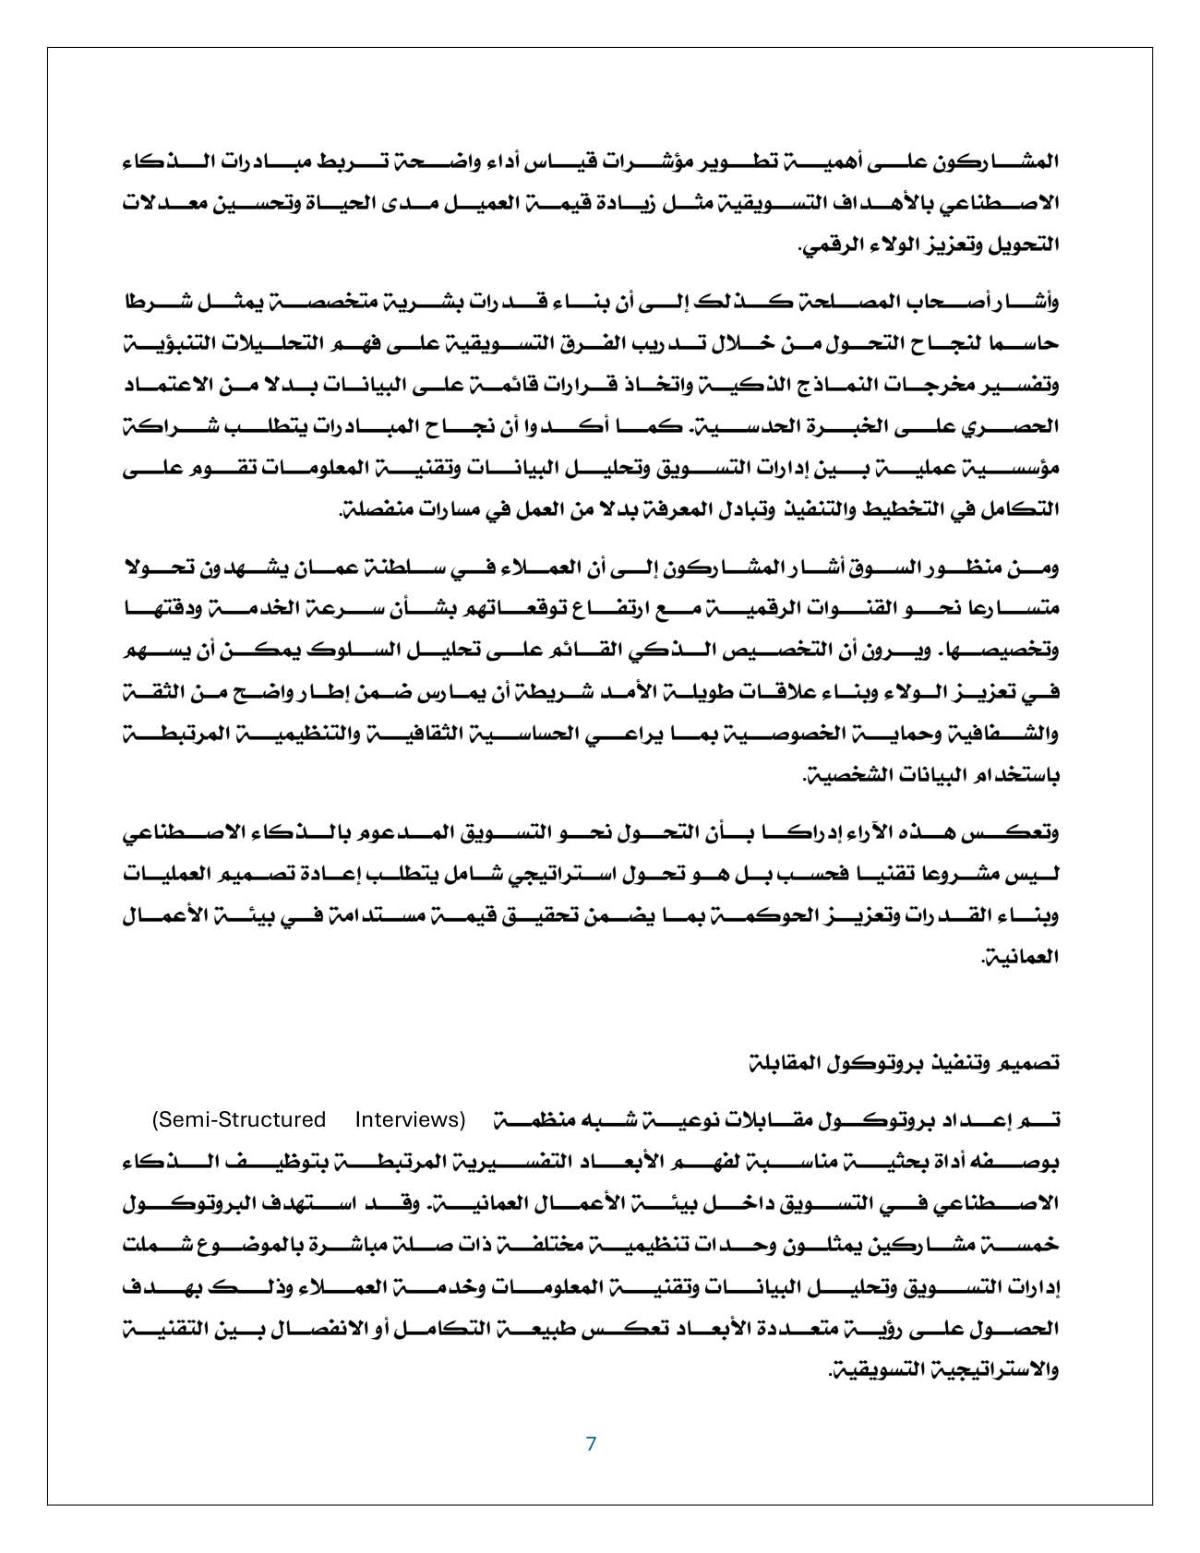 المشاركون على أهمية تطوير مؤشرات قياس أداء واضحة تربط مبادرات الذكاء
الاصطناعي بالأهداف التسويقية مثل زيادة قيمة العميل مدى الحياة وتحسين معدلات
التحويل وتعزيز الولاء الرقمي.
وأشار أصحاب المصلحة كذلك إلى أن بناء قدرات بشرية متخصصة يمثل شرطا
حاسما لنجاح التحول من خلال تدريب الفرق التسويقية على فهم التحليلات التنبؤية
وتفسير مخرجات النماذج الذكية واتخاذ قرارات قائمة على البيانات بدلا من الاعتماد
الحصري على الخبرة الحدسية. كما أكدوا أن نجاح المبادرات يتطلب شراكة
مؤسسية عملية بين إدارات التسويق وتحليل البيانات وتقنية المعلومات تقوم على
التكامل في التخطيط والتنفيذ وتبادل المعرفة بدلا من العمل في مسارات منفصلة.
ومن منظور السوق أشار المشاركون إلى أن العملاء في سلطنة عمان يشهدون تحولا
متسارعا نحو القنوات الرقمية مع ارتفاع توقعاتهم بشأن سرعة الخدمة ودقتها
وتخصيصها. ويرون أن التخصيص الذكي القائم على تحليل السلوك يمكن أن يسهم
في تعزيز الولاء وبناء علاقات طويلة الأمد شريطة أن يمارس ضمن إطار واضح من الثقة
والشفافية وحماية الخصوصية بما يراعي الحساسية الثقافية والتنظيمية المرتبطة
باستخدام البيانات الشخصية.
وتعكس هذه الآراء إدراكا بأن التحول نحو التسويق المدعوم بالذكاء الاصطناعي
ليس مشروعا تقنيا فحسب بل هو تحول استراتيجي شامل يتطلب إعادة تصميم العمليات
وبناء القدرات وتعزيز الحوكمة بما يضمن تحقيق قيمة مستدامة في بيئة الأعمال
العمانية.
تصميم وتنفيذ بروتوكول المقابلة
تم إعداد بروتوكول مقابلات نوعية شبه منظمة (Semi-Structured Interviews)
بوصفه أداة بحثية مناسبة لفهم الأبعاد التفسيرية المرتبطة بتوظيف الذكاء
الاصطناعي في التسويق داخل بيئة الأعمال العمانية. وقد استهدف البروتوكول
خمسة مشاركين يمثلون وحدات تنظيمية مختلفة ذات صلة مباشرة بالموضوع شملت
إدارات التسويق وتحليل البيانات وتقنية المعلومات وخدمة العملاء وذلك بهدف
الحصول على رؤية متعددة الأبعاد تعكس طبيعة التكامل أو الانفصال بين التقنية
والاستراتيجية التسويقية.
7